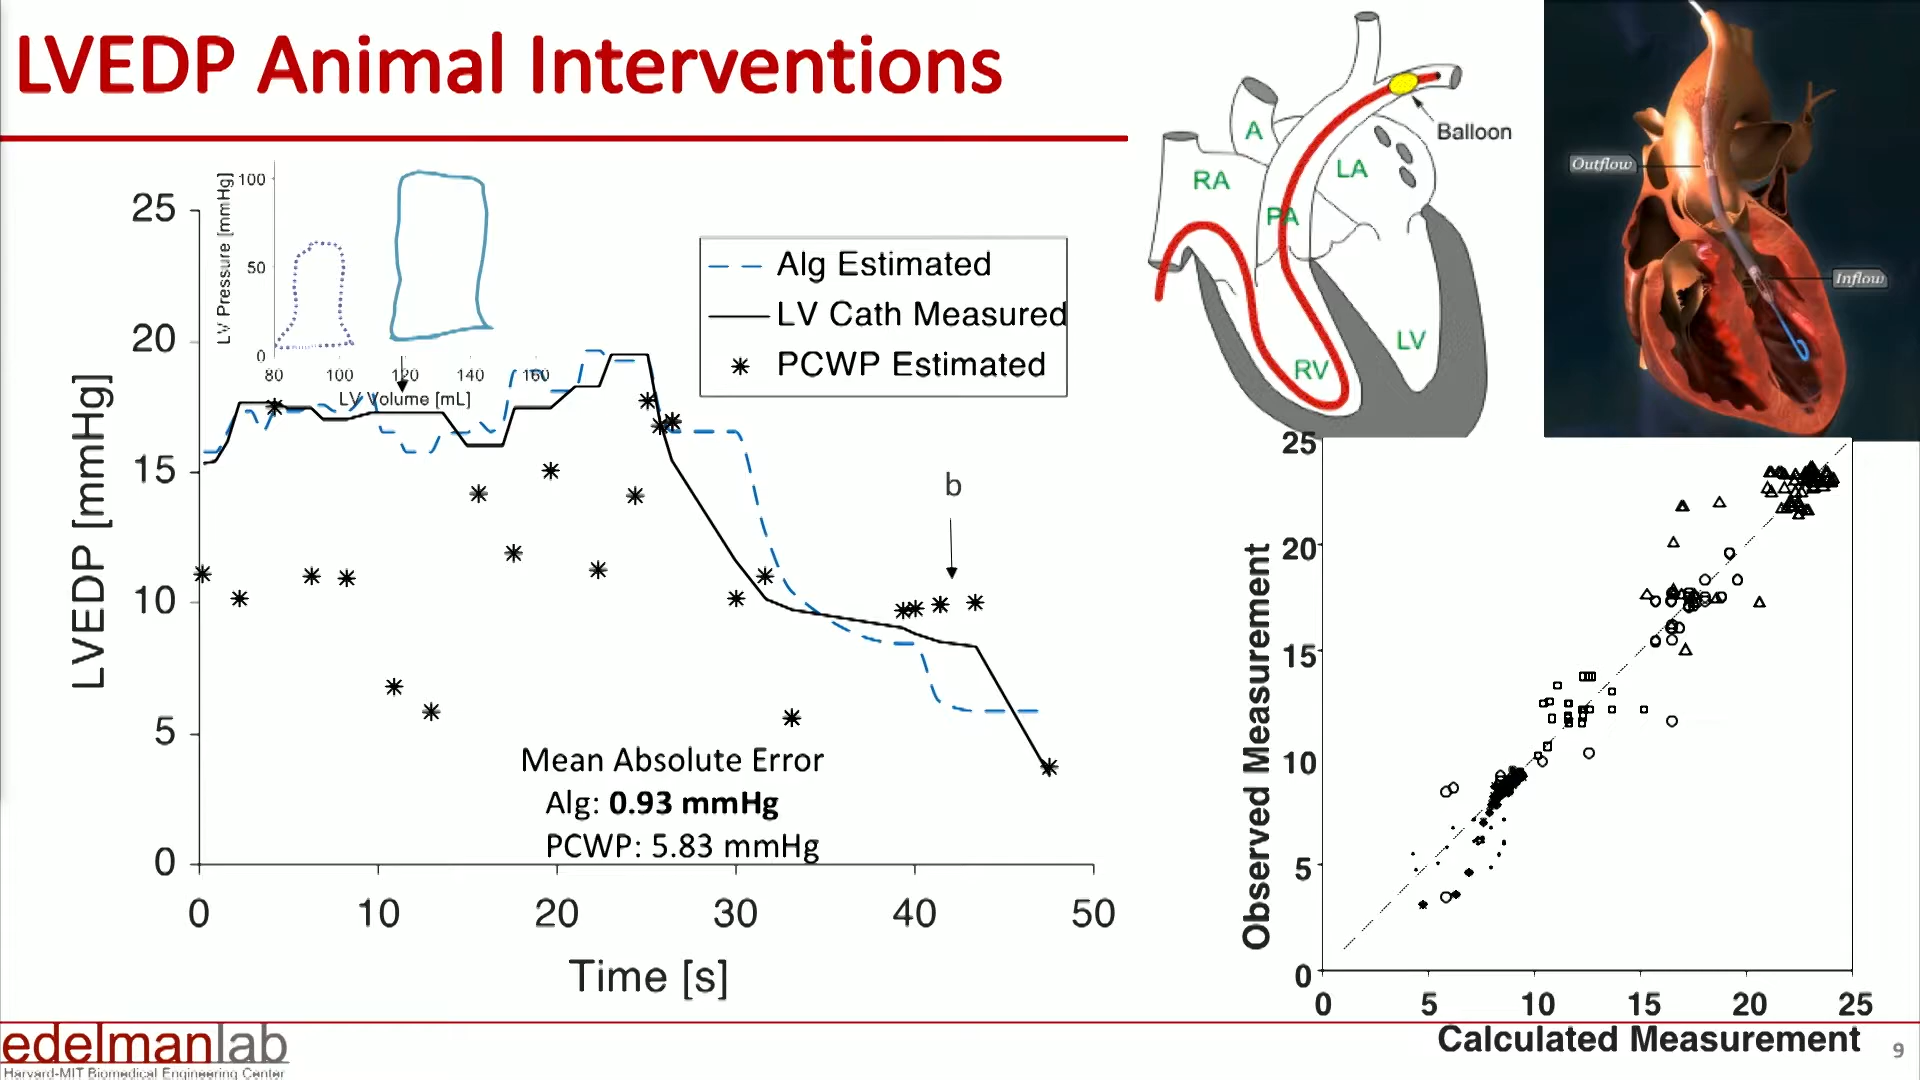 LVEDP Animal Interventions
LV Pressure [mmHg]
100
50
0
80 100 120 140 160
LV Volume [mL]
LVEDP [mmHg]
25
20
15
10
5
0
0 10 20 30 40 50
Time [s]
Alg Estimated
LV Cath Measured
PCWP Estimated
b
Mean Absolute Error
Alg: 0.93 mmHg
PCWP: 5.83 mmHg
A
RA
PA
LA
RV
LV
Balloon
Outflow
Inflow
Observed Measurement
25
20
15
10
5
0
0 5 10 15 20 25
Calculated Measurement
edelmanlab
Harvard-MIT Biomedical Engineering Center
9